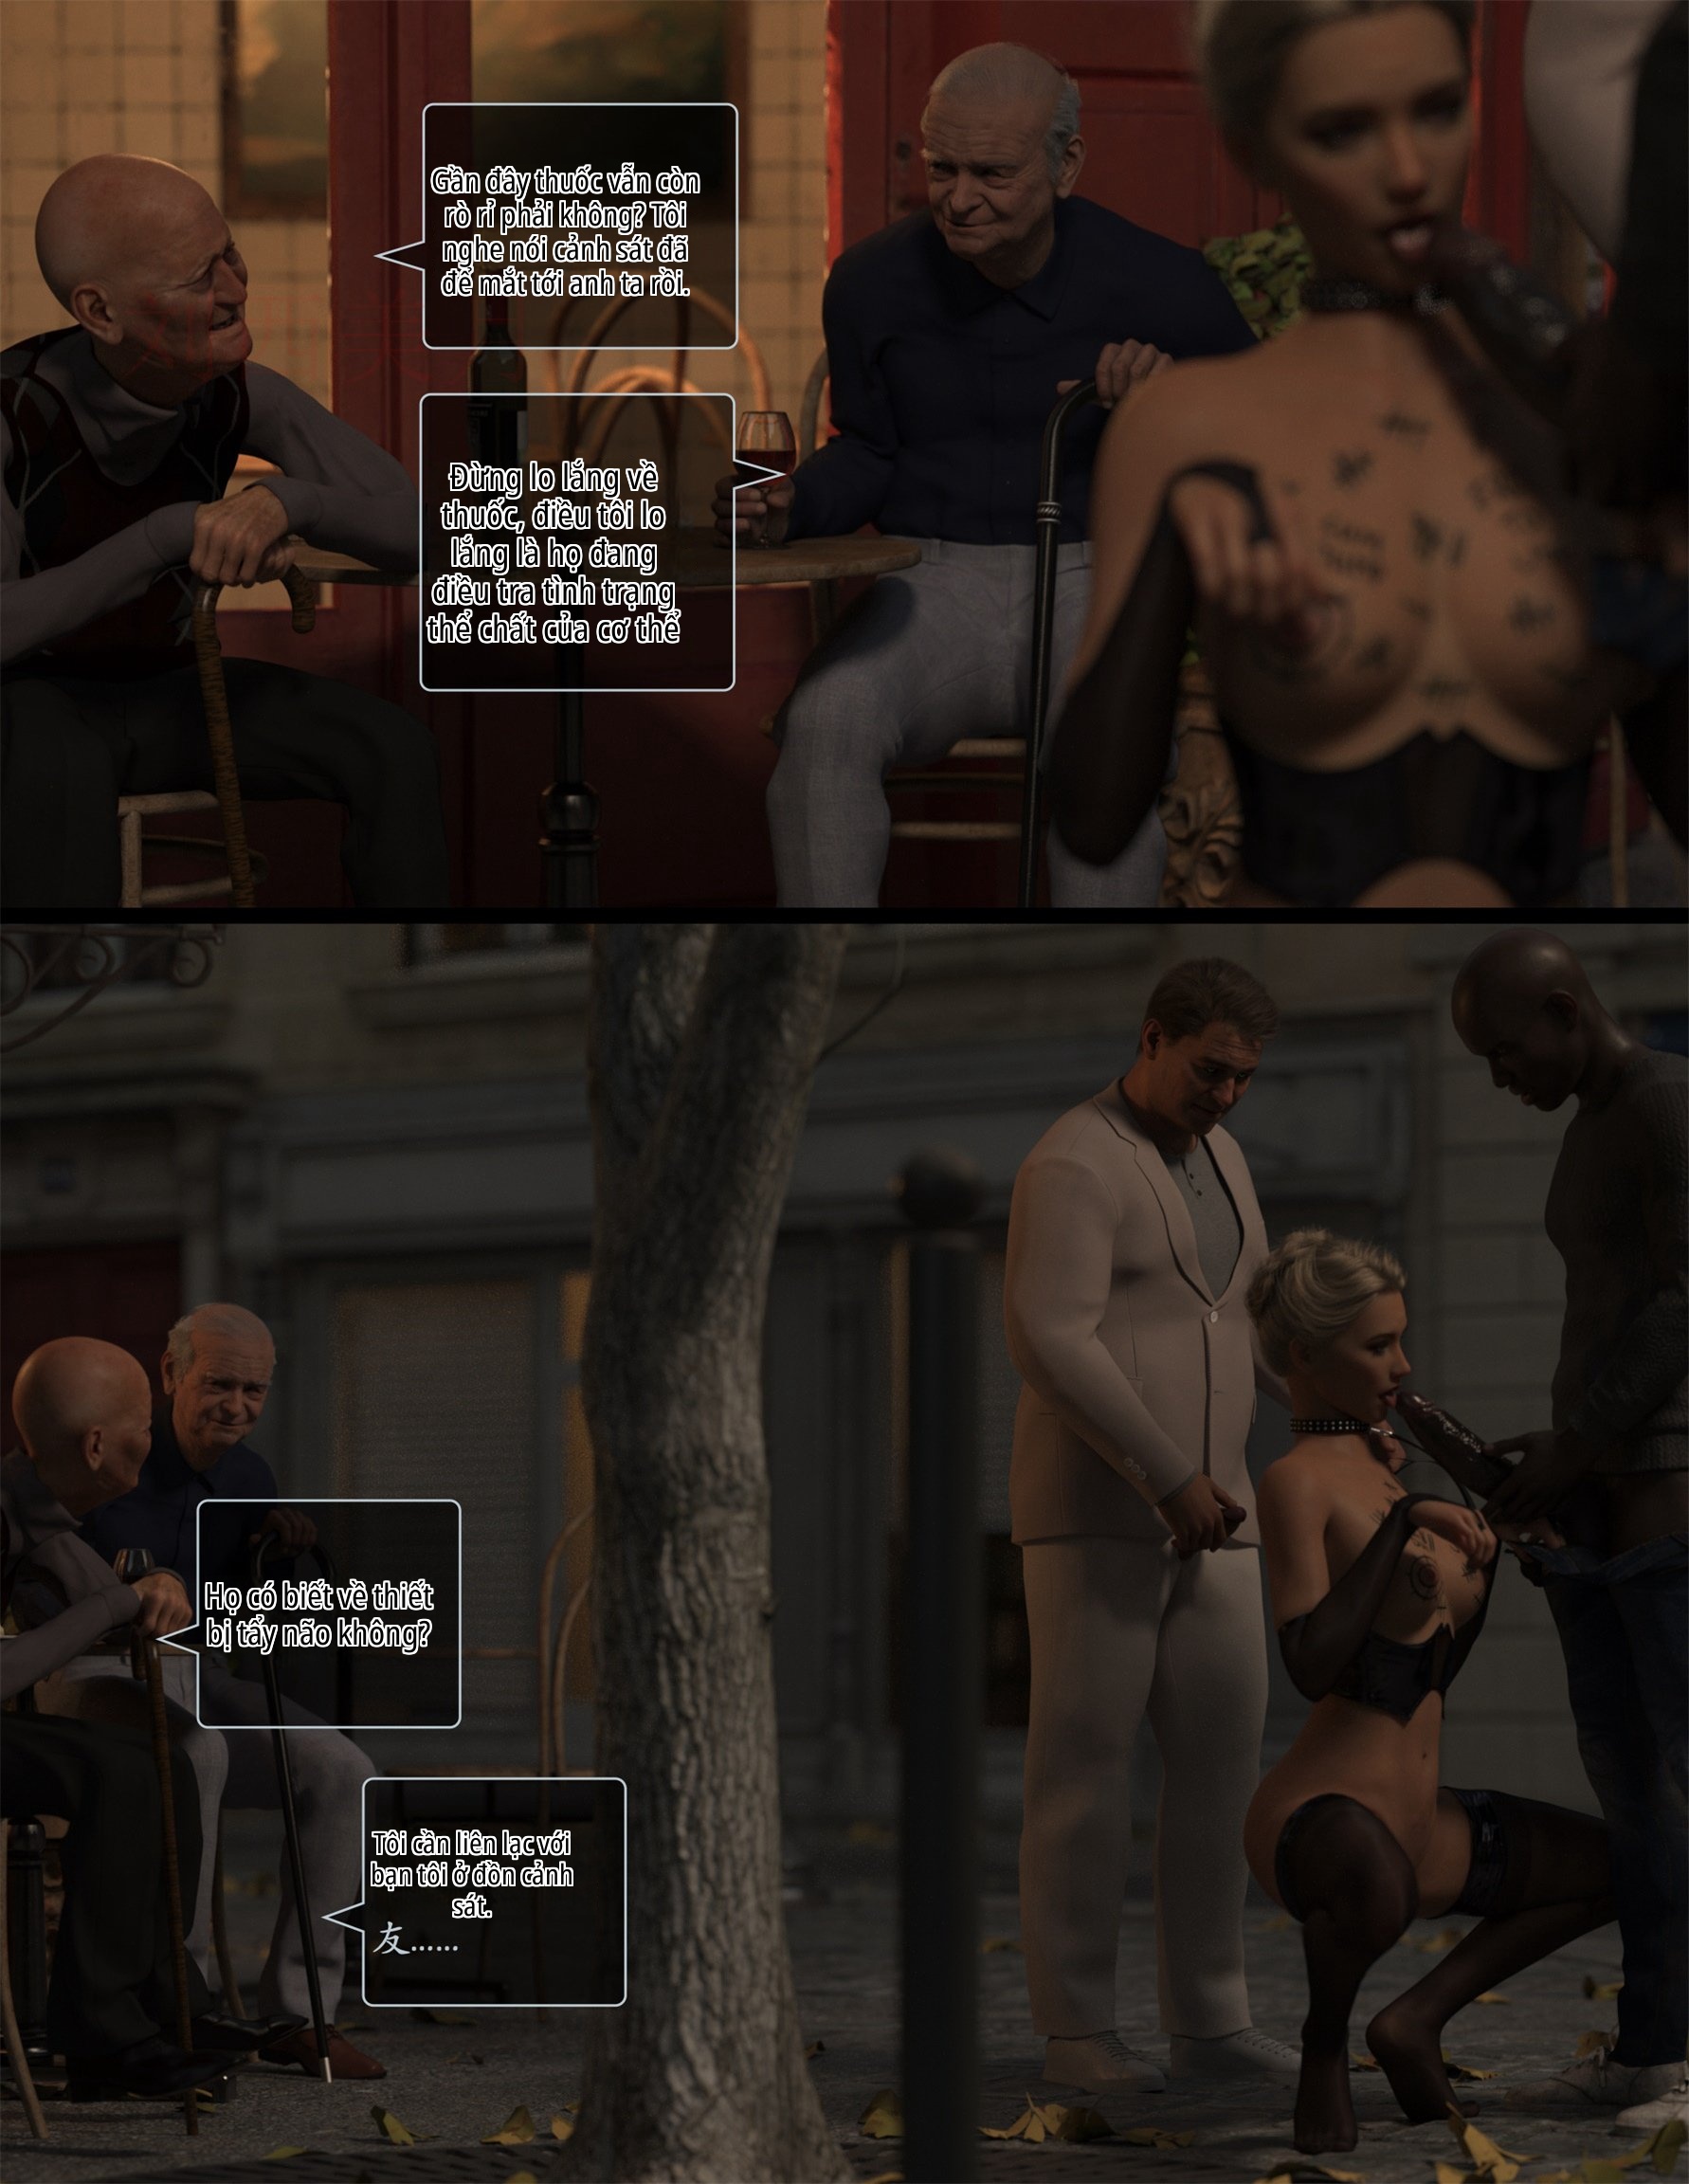 Gần đây thuốc vẫn còn
rò rỉ phải không? Tôi
nghe nói cảnh sát đã
để mắt tới anh ta rồi.
Đừng lo lắng về
thuốc, điều tôi lo
lắng là họ đang
điều tra tình trạng
thể chất của cơ thể
Họ có biết về thiết
bị tẩy não không?
Tôi cần liên lạc với
bạn tôi ở đồn cảnh
sát.
友......